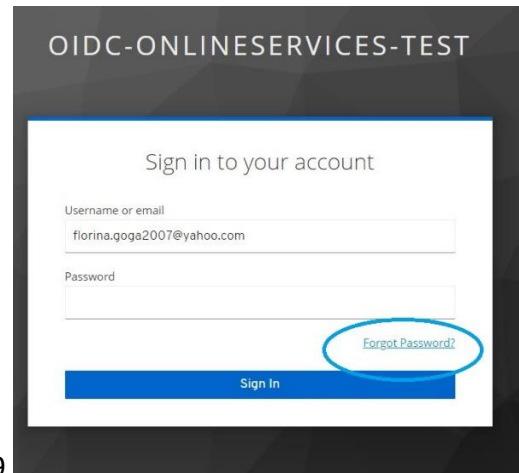 OIDC-ONLINESERVICES-TEST
Sign in to your account
Username or email
florina.goga2007@yahoo.com
Password
Forgot Password?
Sign In
9